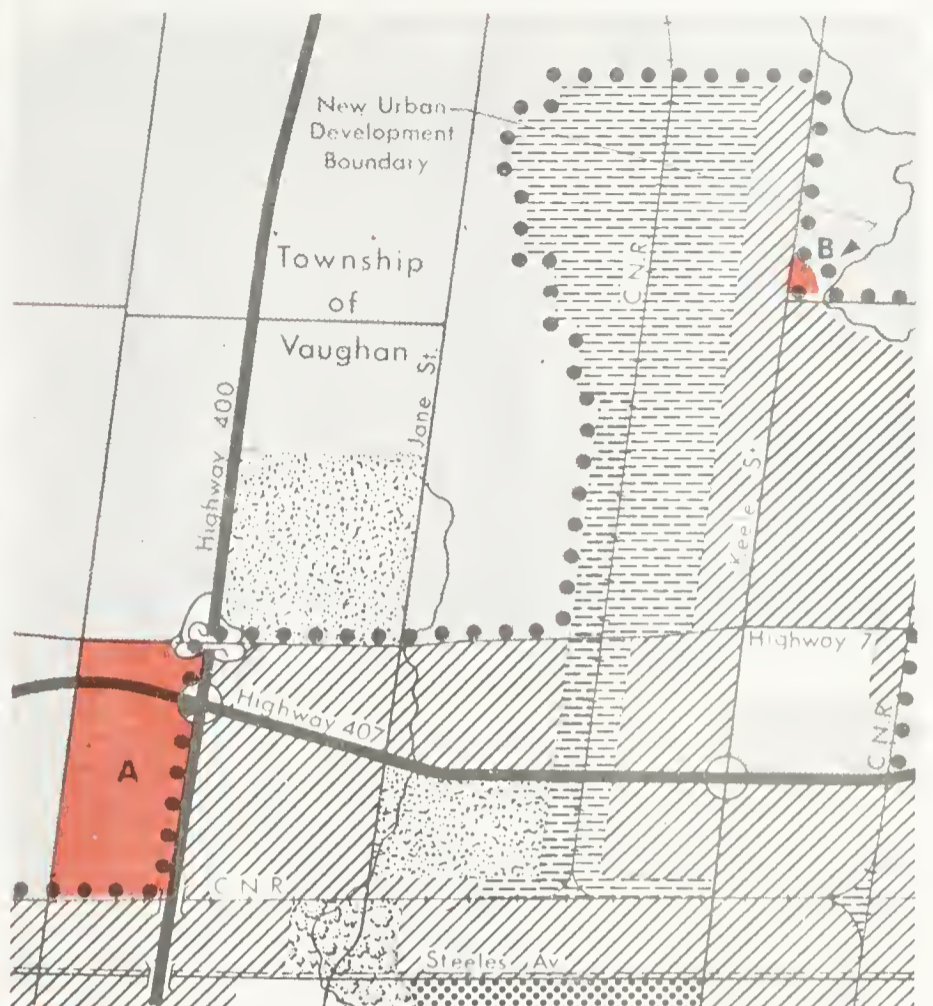 New Urban
Development
Boundary
Township
of
Vaughan
C.N.R.
B
Jane St.
Highway 400
Keele St.
Highway 7
Highway 407
C.N.R.
A
C.N.R.
Steeles Av.